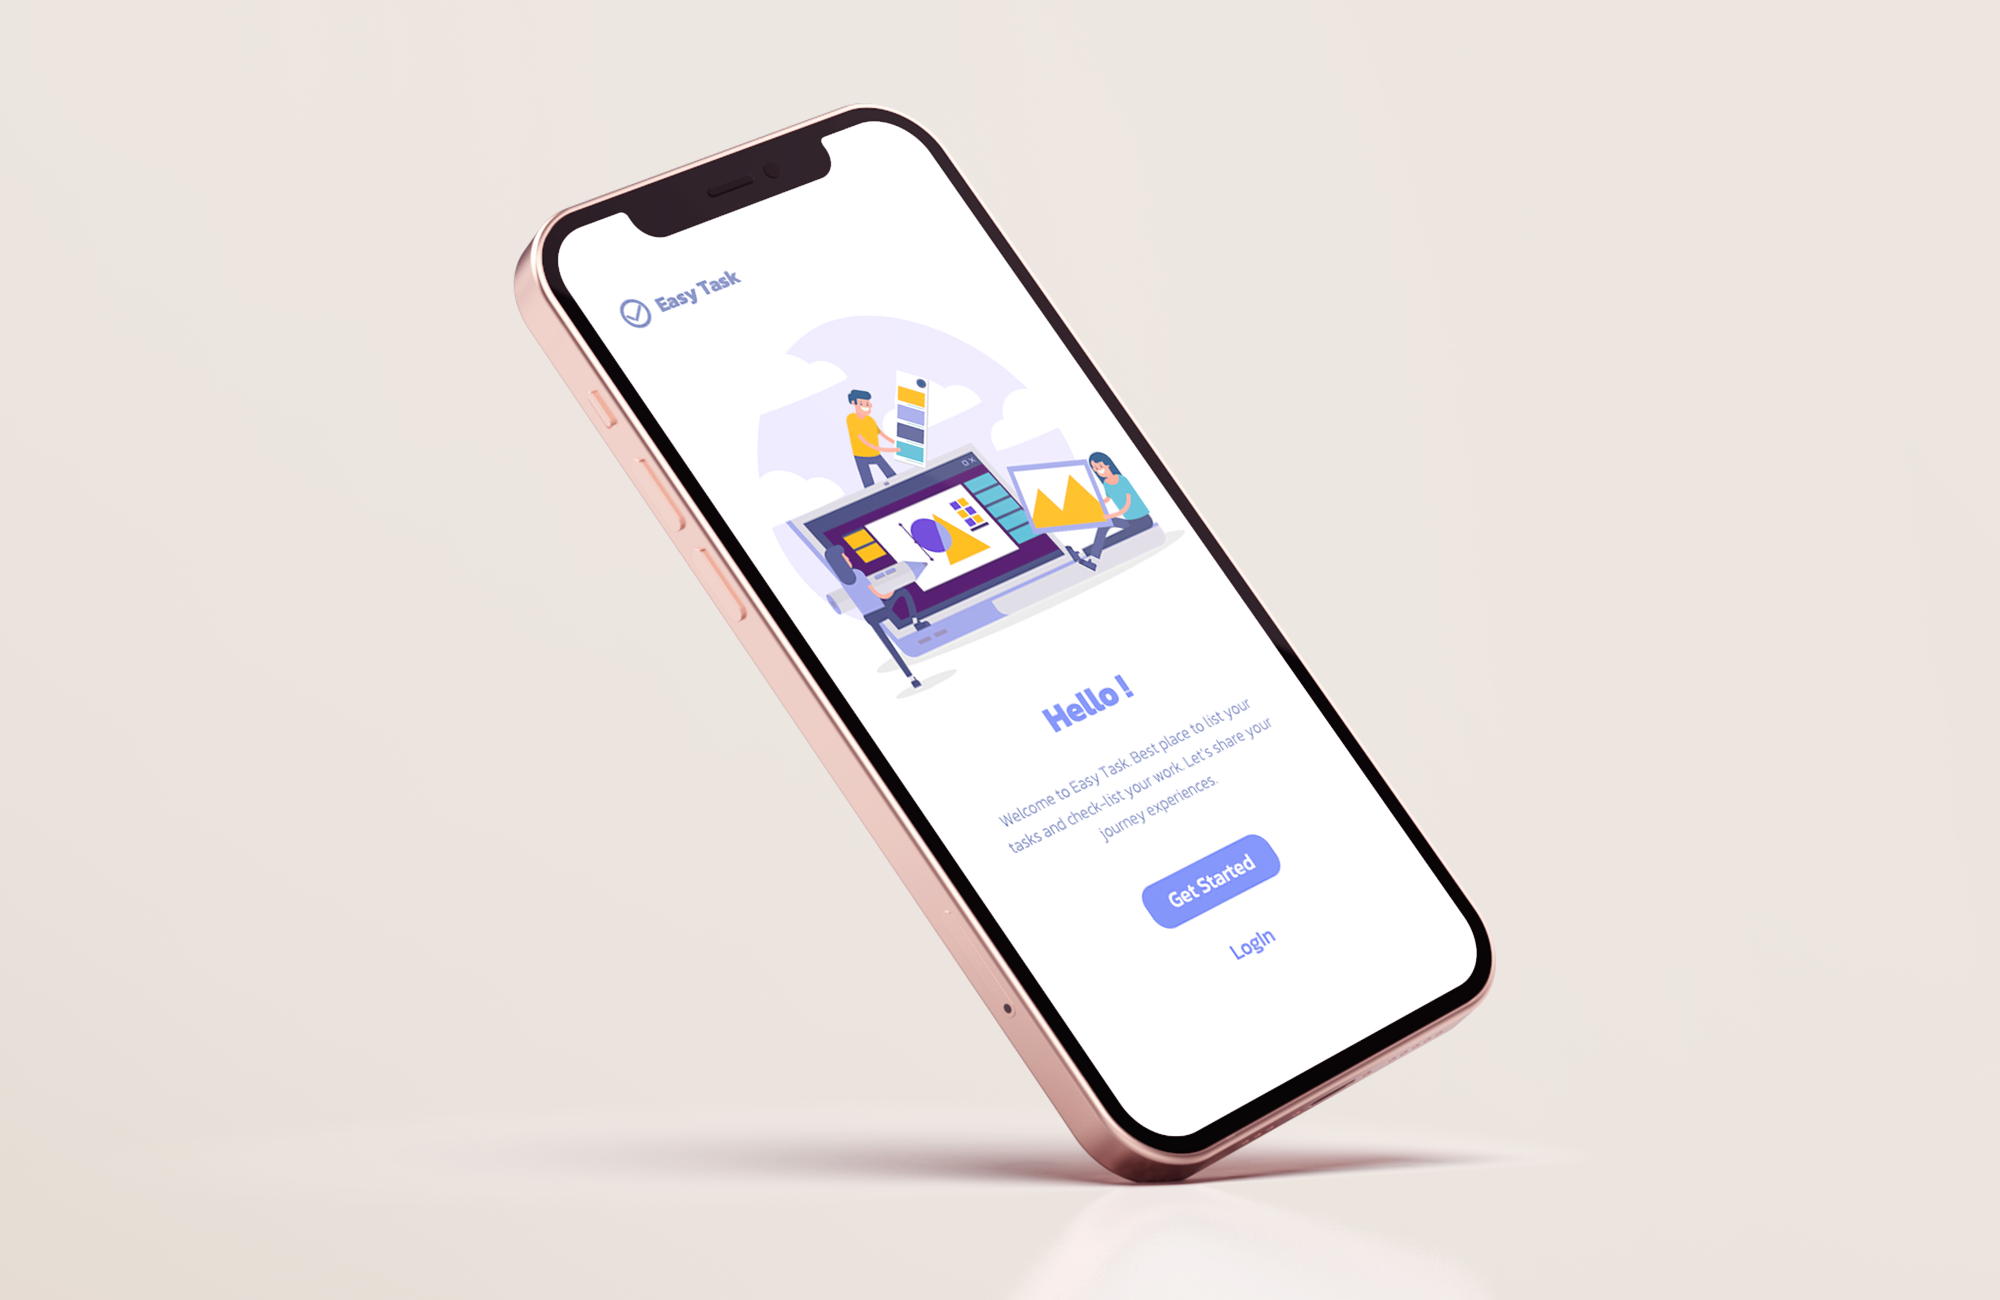 Easy Task
Hello !
Welcome to Easy Task. Best place to list your
tasks and check-list your work. Let's share your
journey experiences.
Get Started
LogIn